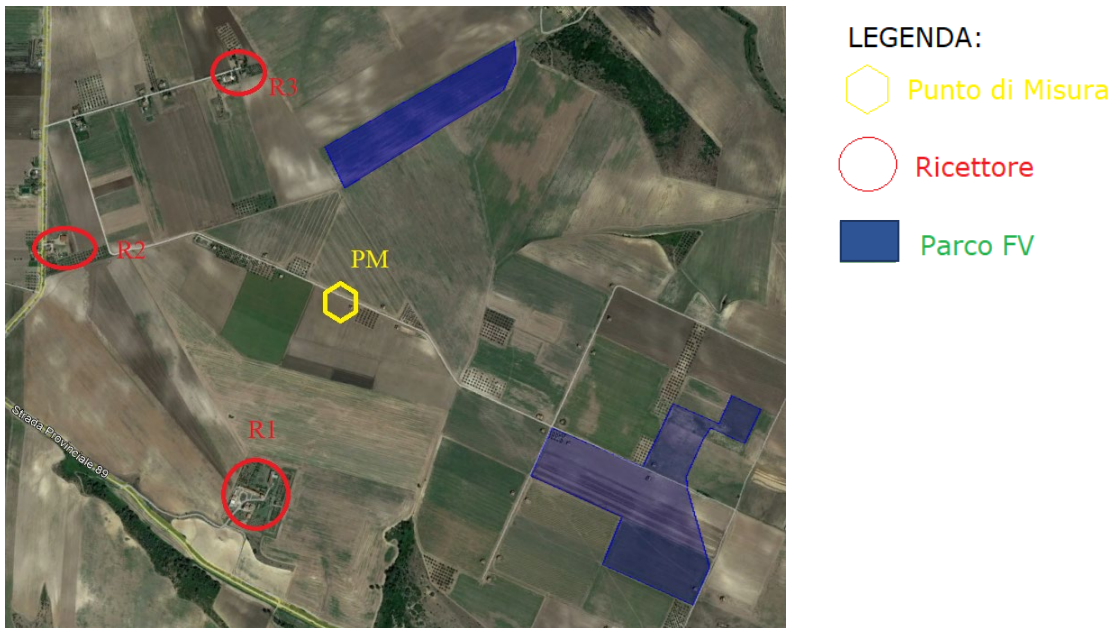 LEGENDA:
Punto di Misura
Ricettore
Parco FV
R3
R2
PM
R1
Strada Provinciale 89